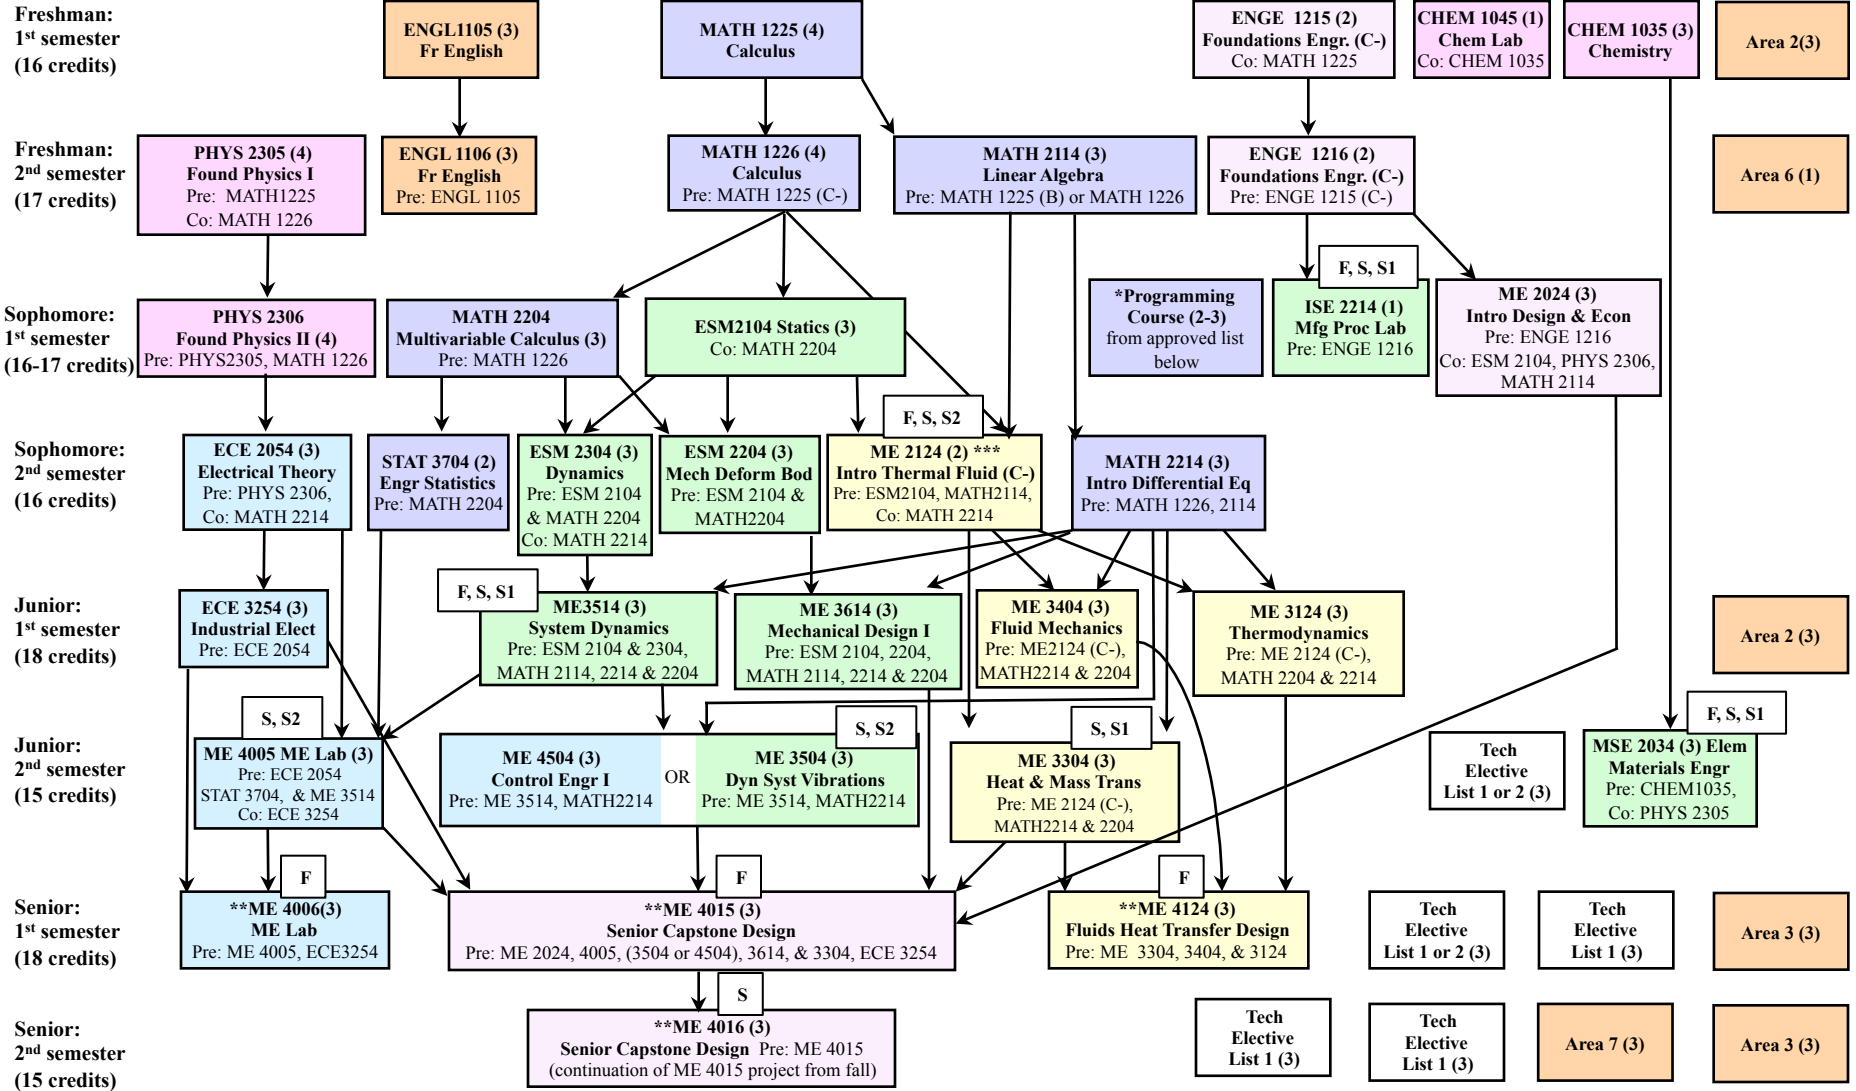 Freshman:
1st semester
(16 credits)
ENGL1105 (3)
Fr English
MATH 1225 (4)
Calculus
ENGE 1215 (2)
Foundations Engr. (C-)
Co: MATH 1225
CHEM 1045 (1)
Chem Lab
Co: CHEM 1035
CHEM 1035 (3)
Chemistry
Area 2(3)
Freshman:
2nd semester
(17 credits)
PHYS 2305 (4)
Found Physics I
Pre: MATH1225
Co: MATH 1226
ENGL 1106 (3)
Fr English
Pre: ENGL 1105
MATH 1226 (4)
Calculus
Pre: MATH 1225 (C-)
MATH 2114 (3)
Linear Algebra
Pre: MATH 1225 (B) or MATH 1226
ENGE 1216 (2)
Foundations Engr. (C-)
Pre: ENGE 1215 (C-)
Area 6 (1)
Sophomore:
1st semester
(16-17 credits)
PHYS 2306
Found Physics II (4)
Pre: PHYS2305, MATH 1226
MATH 2204
Multivariable Calculus (3)
Pre: MATH 1226
ESM2104 Statics (3)
Co: MATH 2204
*Programming
Course (2-3)
from approved list
below
F, S, S1
ISE 2214 (1)
Mfg Proc Lab
Pre: ENGE 1216
ME 2024 (3)
Intro Design & Econ
Pre: ENGE 1216
Co: ESM 2104, PHYS 2306,
MATH 2114
Sophomore:
2nd semester
(16 credits)
ECE 2054 (3)
Electrical Theory
Pre: PHYS 2306,
Co: MATH 2214
STAT 3704 (2)
Engr Statistics
Pre: MATH 2204
ESM 2304 (3)
Dynamics
Pre: ESM 2104
& MATH 2204
Co: MATH 2214
ESM 2204 (3)
Mech Deform Bod
Pre: ESM 2104 &
MATH2204
F, S, S2
ME 2124 (2) ***
Intro Thermal Fluid (C-)
Pre: ESM2104, MATH2114,
Co: MATH 2214
MATH 2214 (3)
Intro Differential Eq
Pre: MATH 1226, 2114
Junior:
1st semester
(18 credits)
ECE 3254 (3)
Industrial Elect
Pre: ECE 2054
F, S, S1
ME3514 (3)
System Dynamics
Pre: ESM 2104 & 2304,
MATH 2114, 2214 & 2204
ME 3614 (3)
Mechanical Design I
Pre: ESM 2104, 2204,
MATH 2114, 2214 & 2204
ME 3404 (3)
Fluid Mechanics
Pre: ME2124 (C-),
MATH2214 & 2204
ME 3124 (3)
Thermodynamics
Pre: ME 2124 (C-),
MATH 2204 & 2214
Area 2 (3)
Junior:
2nd semester
(15 credits)
S, S2
ME 4005 ME Lab (3)
Pre: ECE 2054
STAT 3704, & ME 3514
Co: ECE 3254
ME 4504 (3)
Control Engr I
Pre: ME 3514, MATH2214
OR
S, S2
ME 3504 (3)
Dyn Syst Vibrations
Pre: ME 3514, MATH2214
S, S1
ME 3304 (3)
Heat & Mass Trans
Pre: ME 2124 (C-),
MATH2214 & 2204
Tech
Elective
List 1 or 2 (3)
F, S, S1
MSE 2034 (3) Elem
Materials Engr
Pre: CHEM1035,
Co: PHYS 2305
Senior:
1st semester
(18 credits)
F
**ME 4006(3)
ME Lab
Pre: ME 4005, ECE3254
F
**ME 4015 (3)
Senior Capstone Design
Pre: ME 2024, 4005, (3504 or 4504), 3614, & 3304, ECE 3254
F
**ME 4124 (3)
Fluids Heat Transfer Design
Pre: ME 3304, 3404, & 3124
Tech
Elective
List 1 or 2 (3)
Tech
Elective
List 1 (3)
Area 3 (3)
Senior:
2nd semester
(15 credits)
S
**ME 4016 (3)
Senior Capstone Design Pre: ME 4015
(continuation of ME 4015 project from fall)
Tech
Elective
List 1 (3)
Tech
Elective
List 1 (3)
Area 7 (3)
Area 3 (3)